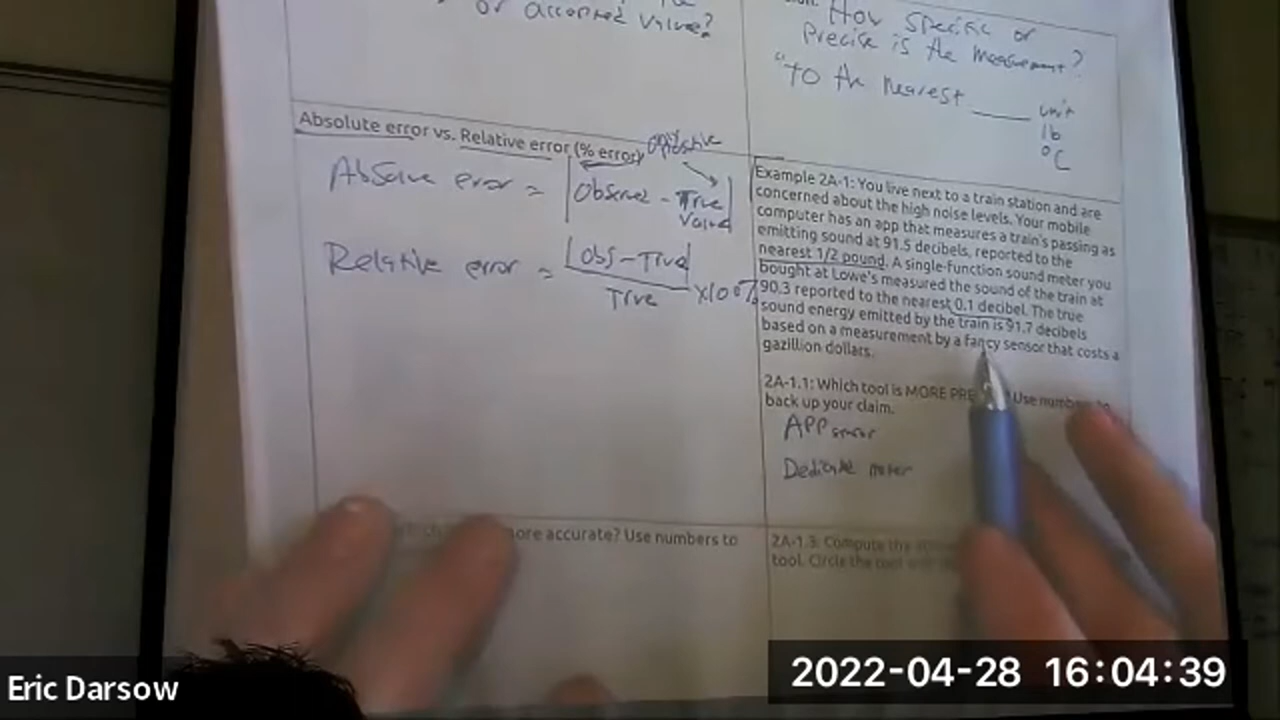 or accepted value?
How specific or
Precise is the measurement?
"To the nearest ____ unit
lb
°C
Absolute error vs. Relative error (% error)
Absolute error = |Observed - True
Value|
Relative error = |Obs-True|
True x100%
Example 2A-1: You live next to a train station and are
concerned about the high noise levels. Your mobile
computer has an app that measures a train's passing as
emitting sound at 91.5 decibels, reported to the
nearest 1/2 pound. A single-function sound meter you
bought at Lowe's measured the sound of the train at
90.3 reported to the nearest 0.1 decibel. The true
sound energy emitted by the train is 91.7 decibels
based on a measurement by a fancy sensor that costs a
gazillion dollars.
2A-1.1: Which tool is MORE PRE Use numbers to
back up your claim.
APP sensor
Dedicate meter
more accurate? Use numbers to
2A-1.3: Compute the
tool. Circle the tool
Eric Darsow
2022-04-28 16:04:39